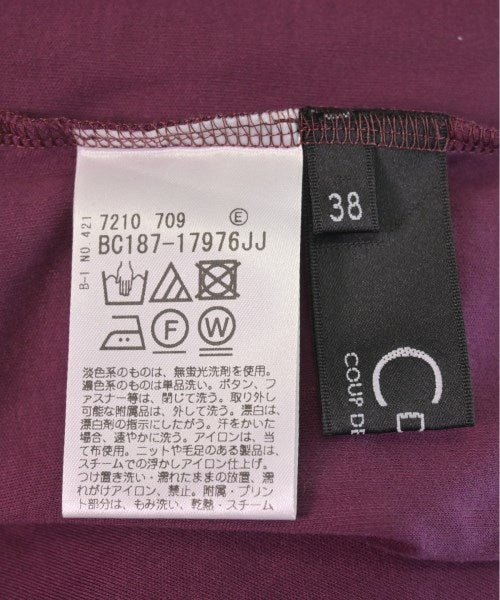 B-1 NO.421
7210 709 E
BC187-17976JJ
F W
淡色系のものは、無蛍光洗剤を使用。
濃色系のものは単品洗い。ボタン、フ
ァスナー等は、閉じて洗う。取り外し
可能な附属品は、外して洗う。漂白は、
漂白剤の指示にしたがう。汗をかいた
場合、速やかに洗う。アイロンは、当
て布使用。ニットや毛足のある製品は、
スチームでの浮かしアイロン仕上げ。
つけ置き洗い・濡れたままの放置、濡
れがけアイロン、禁止。附属・プリン
ト部分は、もみ洗い、乾熱・スチーム
38
C
COUP DE